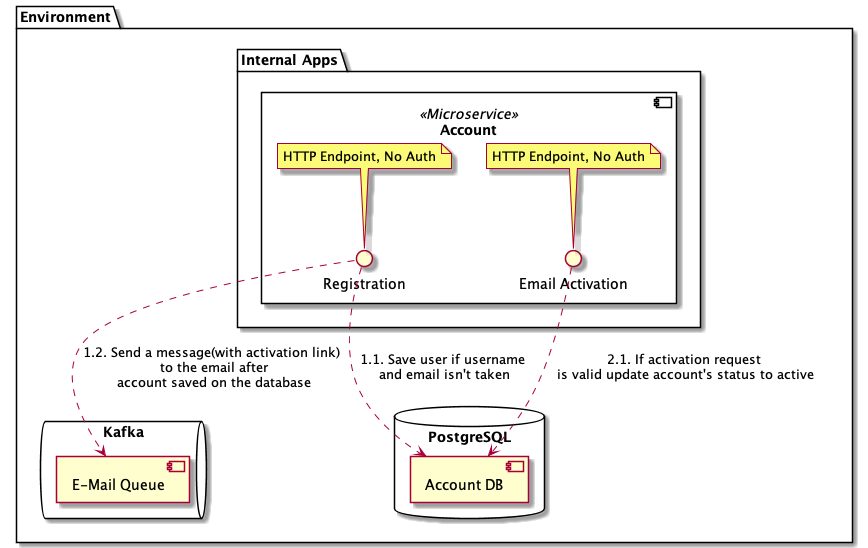 Environment
Internal Apps
«Microservice»
Account
HTTP Endpoint, No Auth
HTTP Endpoint, No Auth
Registration
Email Activation
1.2. Send a message(with activation link)
to the email after
account saved on the database
1.1. Save user if username
and email isn't taken
2.1. If activation request
is valid update account's status to active
Kafka
E-Mail Queue
PostgreSQL
Account DB